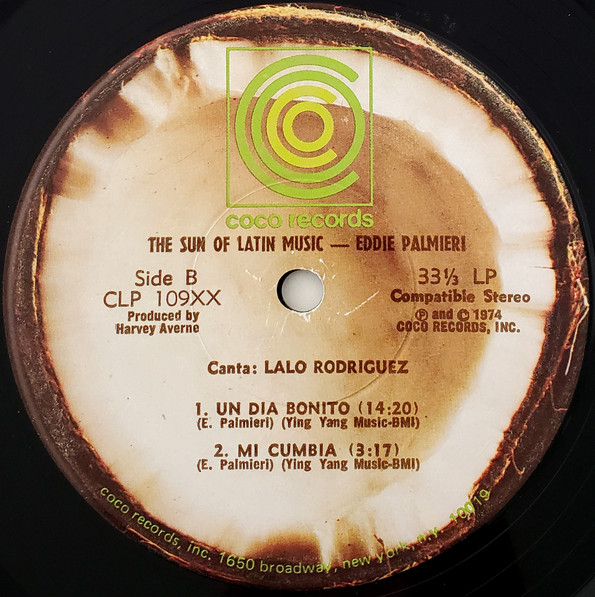 coco records
THE SUN OF LATIN MUSIC — EDDIE PALMIERI
Side B
CLP 109XX
Produced by
Harvey Averne
33⅓ LP
Compatible Stereo
℗ and © 1974
COCO RECORDS, INC.
Canta: LALO RODRIGUEZ
1. UN DIA BONITO (14:20)
(E. Palmieri) (Ying Yang Music-BMI)
2. MI CUMBIA (3:17)
(E. Palmieri) (Ying Yang Music-BMI)
coco records, inc. 1650 broadway, new york, n.y. 10019